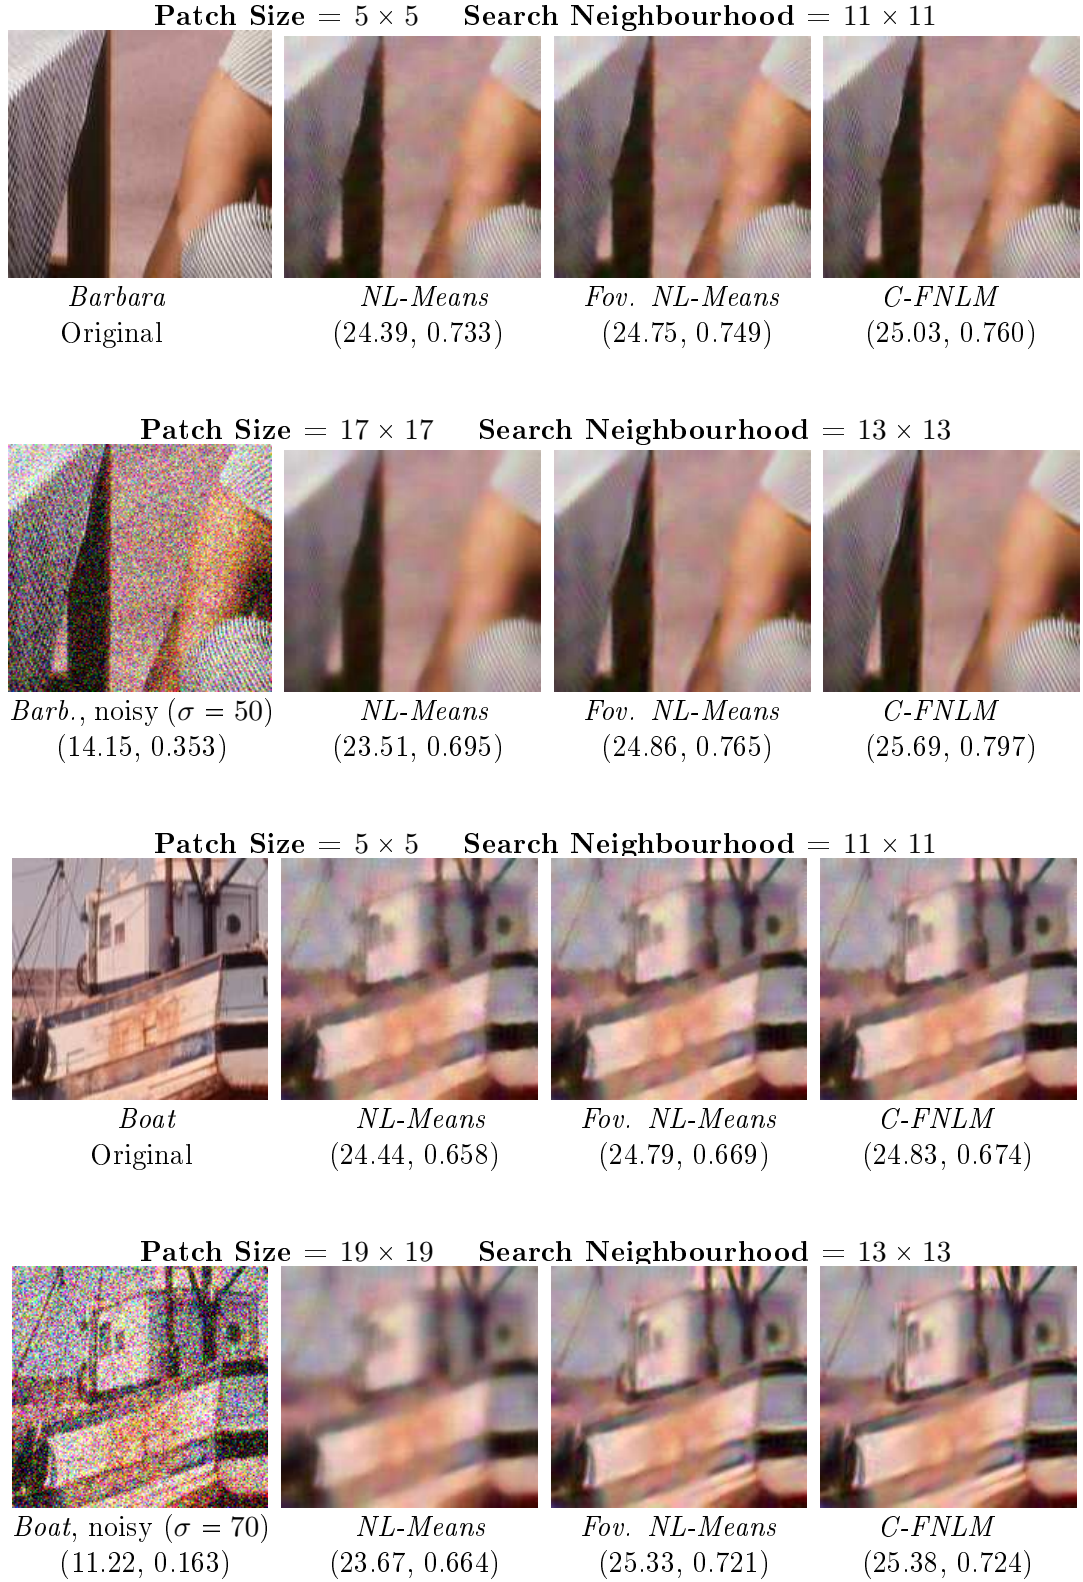 Patch Size = 5 × 5 Search Neighbourhood = 11 × 11
Barbara NL-Means Fov. NL-Means C-FNLM
Original (24.39, 0.733) (24.75, 0.749) (25.03, 0.760)
Patch Size = 17 × 17 Search Neighbourhood = 13 × 13
Barb., noisy (σ = 50) NL-Means Fov. NL-Means C-FNLM
(14.15, 0.353) (23.51, 0.695) (24.86, 0.765) (25.69, 0.797)
Patch Size = 5 × 5 Search Neighbourhood = 11 × 11
Boat NL-Means Fov. NL-Means C-FNLM
Original (24.44, 0.658) (24.79, 0.669) (24.83, 0.674)
Patch Size = 19 × 19 Search Neighbourhood = 13 × 13
Boat, noisy (σ = 70) NL-Means Fov. NL-Means C-FNLM
(11.22, 0.163) (23.67, 0.664) (25.33, 0.721) (25.38, 0.724)